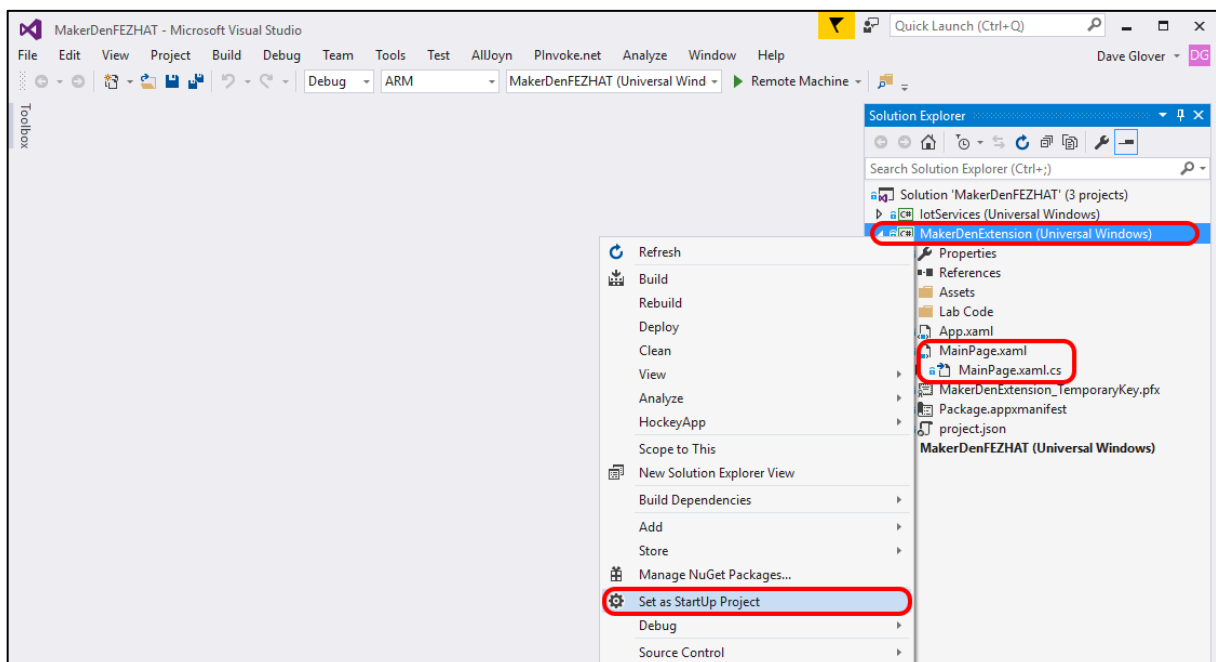 MakerDenFEZHAT - Microsoft Visual Studio
Quick Launch (Ctrl+Q)
File Edit View Project Build Debug Team Tools Test AllJoyn PInvoke.net Analyze Window Help
Dave Glover DG
Debug ARM MakerDenFEZHAT (Universal Wind Remote Machine
Toolbox
Solution Explorer
Search Solution Explorer (Ctrl+;)
Solution 'MakerDenFEZHAT' (3 projects)
C# IotServices (Universal Windows)
C# MakerDenExtension (Universal Windows)
Properties
References
Assets
Lab Code
App.xaml
MainPage.xaml
MainPage.xaml.cs
MakerDenExtension_TemporaryKey.pfx
Package.appxmanifest
project.json
MakerDenFEZHAT (Universal Windows)
Refresh
Build
Rebuild
Deploy
Clean
View
Analyze
HockeyApp
Scope to This
New Solution Explorer View
Build Dependencies
Add
Store
Manage NuGet Packages...
Set as StartUp Project
Debug
Source Control